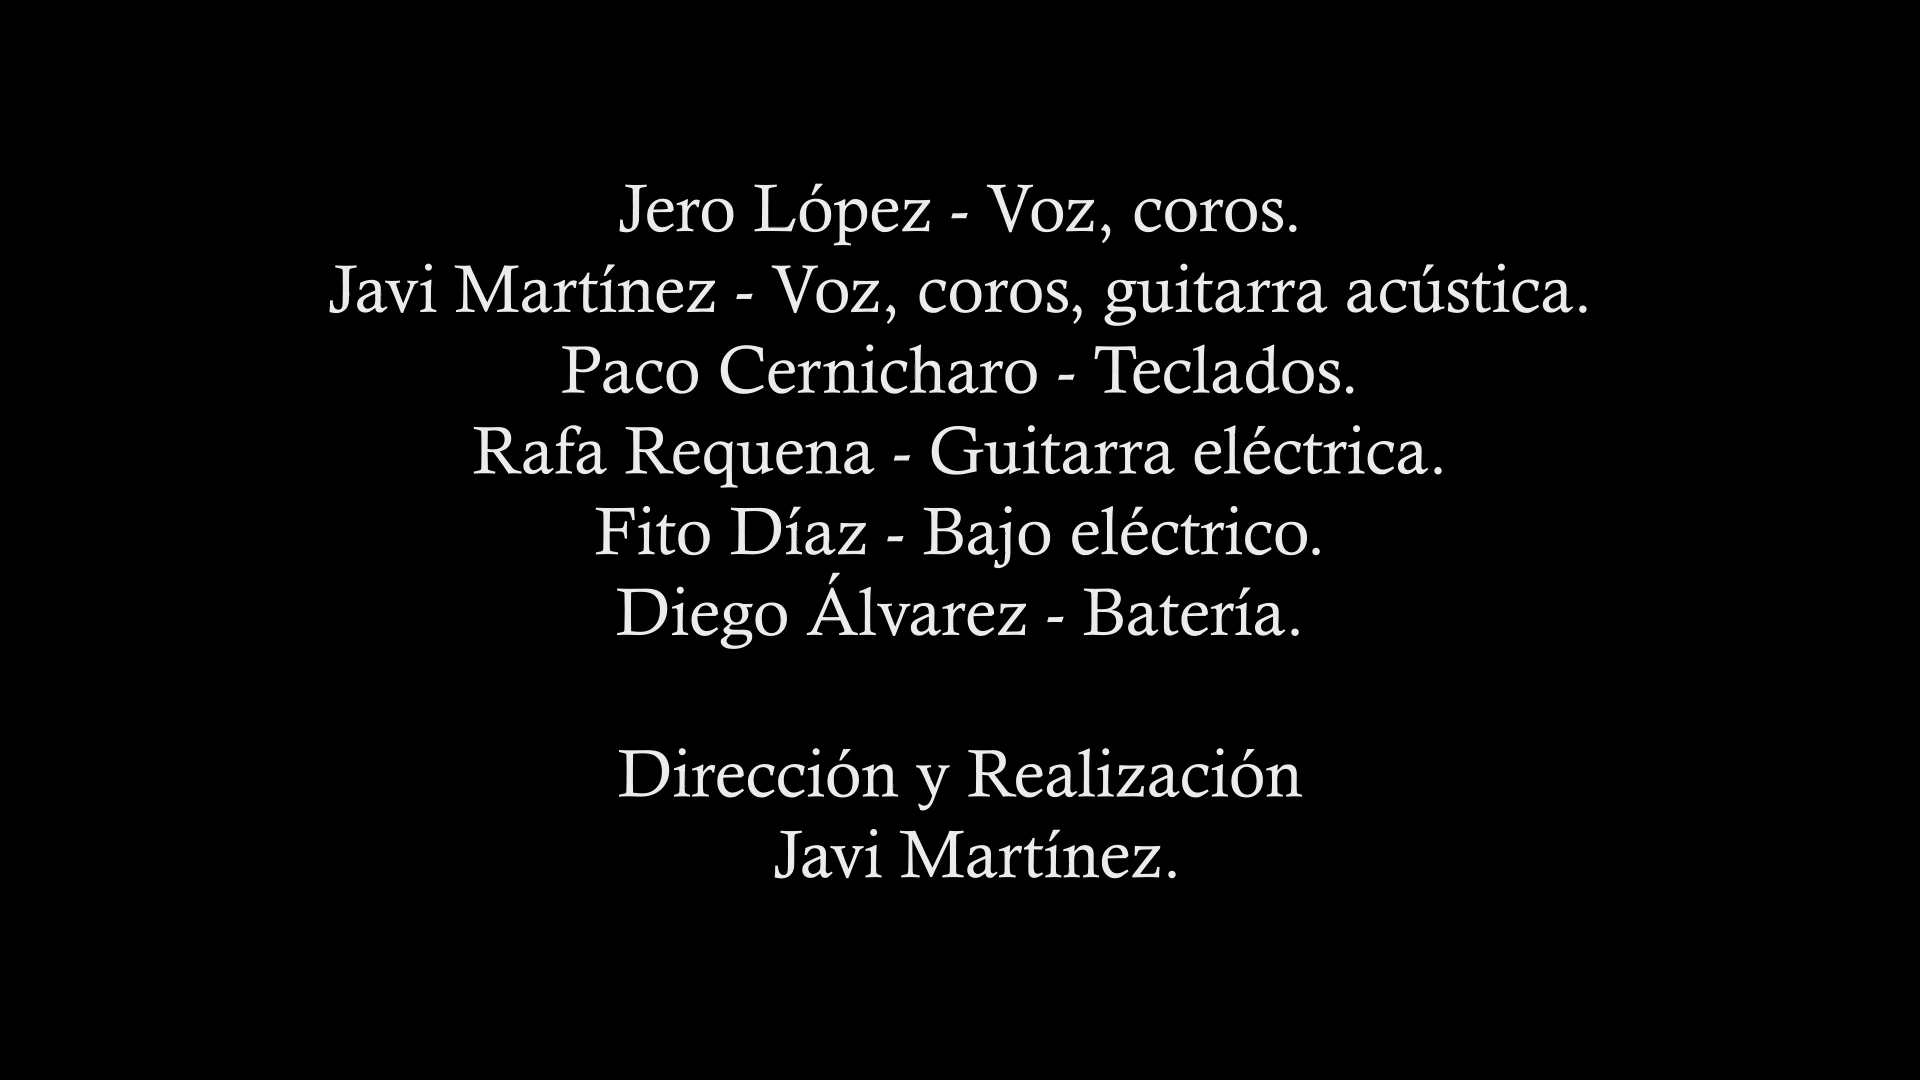 Jero López - Voz, coros.
Javi Martínez - Voz, coros, guitarra acústica.
Paco Cernicharo - Teclados.
Rafa Requena - Guitarra eléctrica.
Fito Díaz - Bajo eléctrico.
Diego Álvarez - Batería.
Dirección y Realización
Javi Martínez.